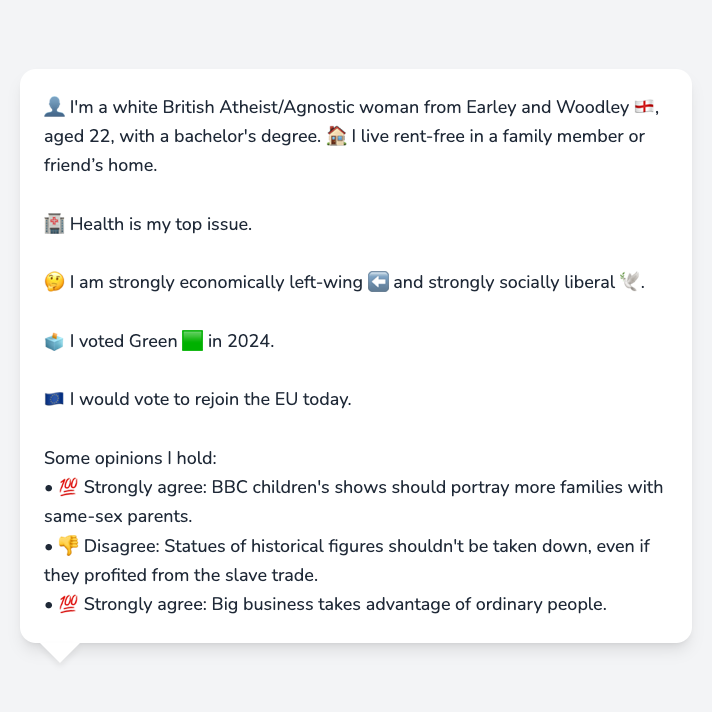 👤 I'm a white British Atheist/Agnostic woman from Earley and Woodley 🏴󠁧󠁢󠁥󠁮󠁧󠁿,
aged 22, with a bachelor's degree. 🏠 I live rent-free in a family member or
friend’s home.
🏥 Health is my top issue.
🤔 I am strongly economically left-wing ⬅️ and strongly socially liberal 🕊️.
🗳️ I voted Green 🟩 in 2024.
🇪🇺 I would vote to rejoin the EU today.
Some opinions I hold:
• 💯 Strongly agree: BBC children's shows should portray more families with
same-sex parents.
• 👎 Disagree: Statues of historical figures shouldn't be taken down, even if
they profited from the slave trade.
• 💯 Strongly agree: Big business takes advantage of ordinary people.